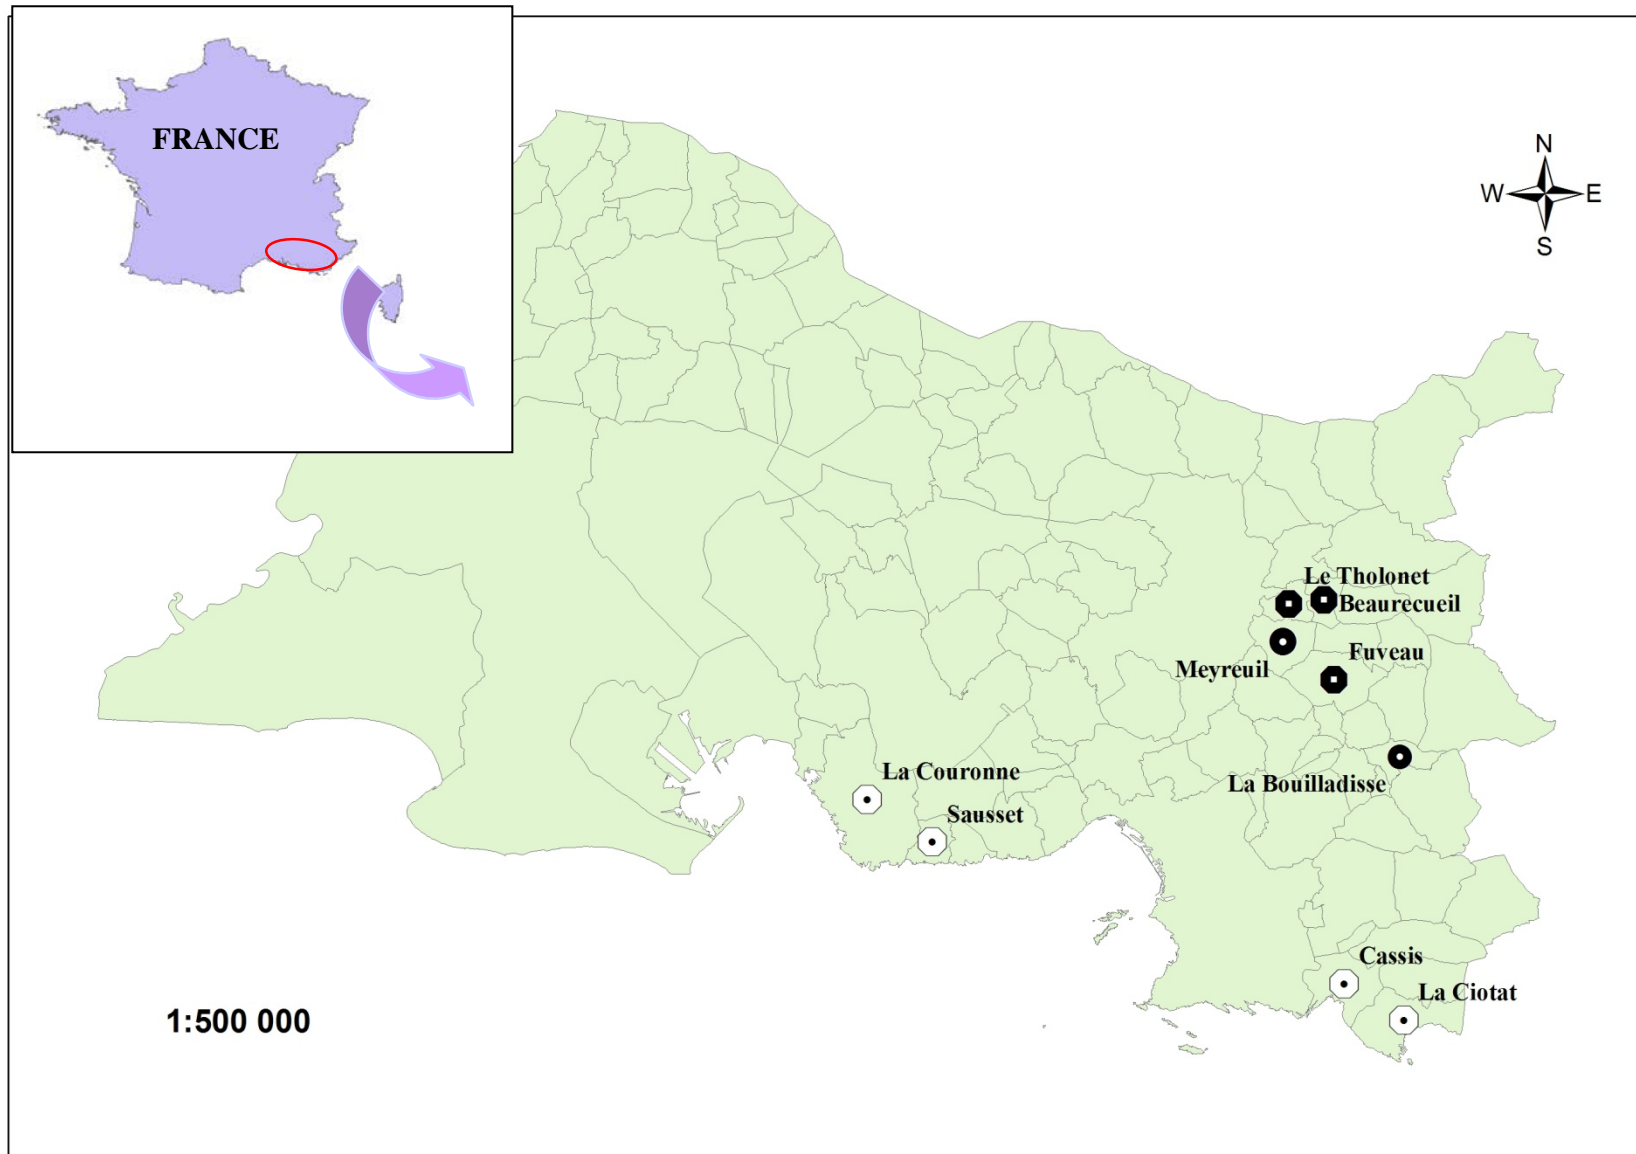 FRANCE
N
W
E
S
Le Tholonet
Beaurecueil
Fuveau
Meyreuil
La Bouilladisse
La Couronne
Sausset
Cassis
La Ciotat
1:500 000